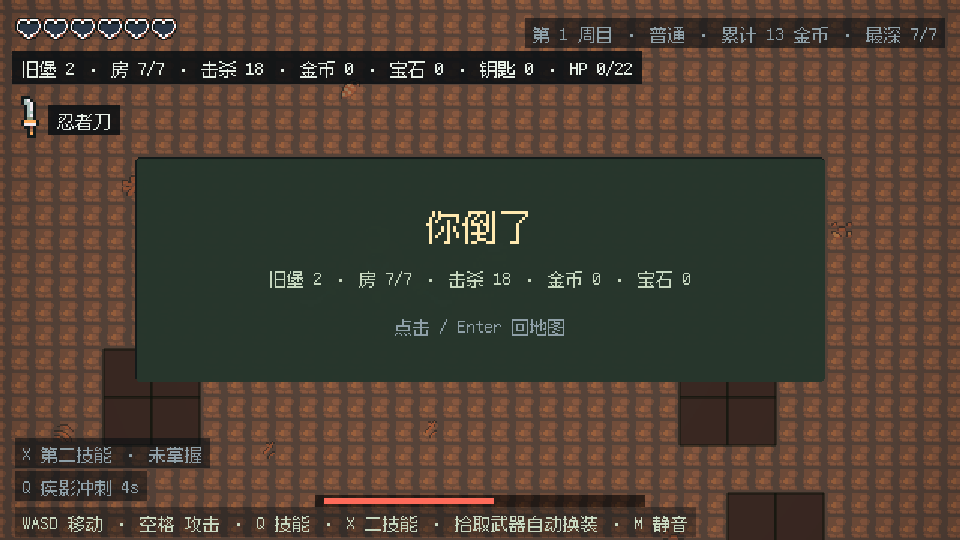 第 1 周目 · 普通 · 累计 13 金币 · 最深 7/7
旧堡 2 · 房 7/7 · 击杀 18 · 金币 0 · 宝石 0 · 钥匙 0 · HP 0/22
忍者刀
你倒了
旧堡 2 · 房 7/7 · 击杀 18 · 金币 0 · 宝石 0
点击 / Enter 回地图
X 第二技能 · 未掌握
Q 疾影冲刺 4s
WASD 移动 · 空格 攻击 · Q 技能 · X 二技能 · 拾取武器自动换装 · M 静音